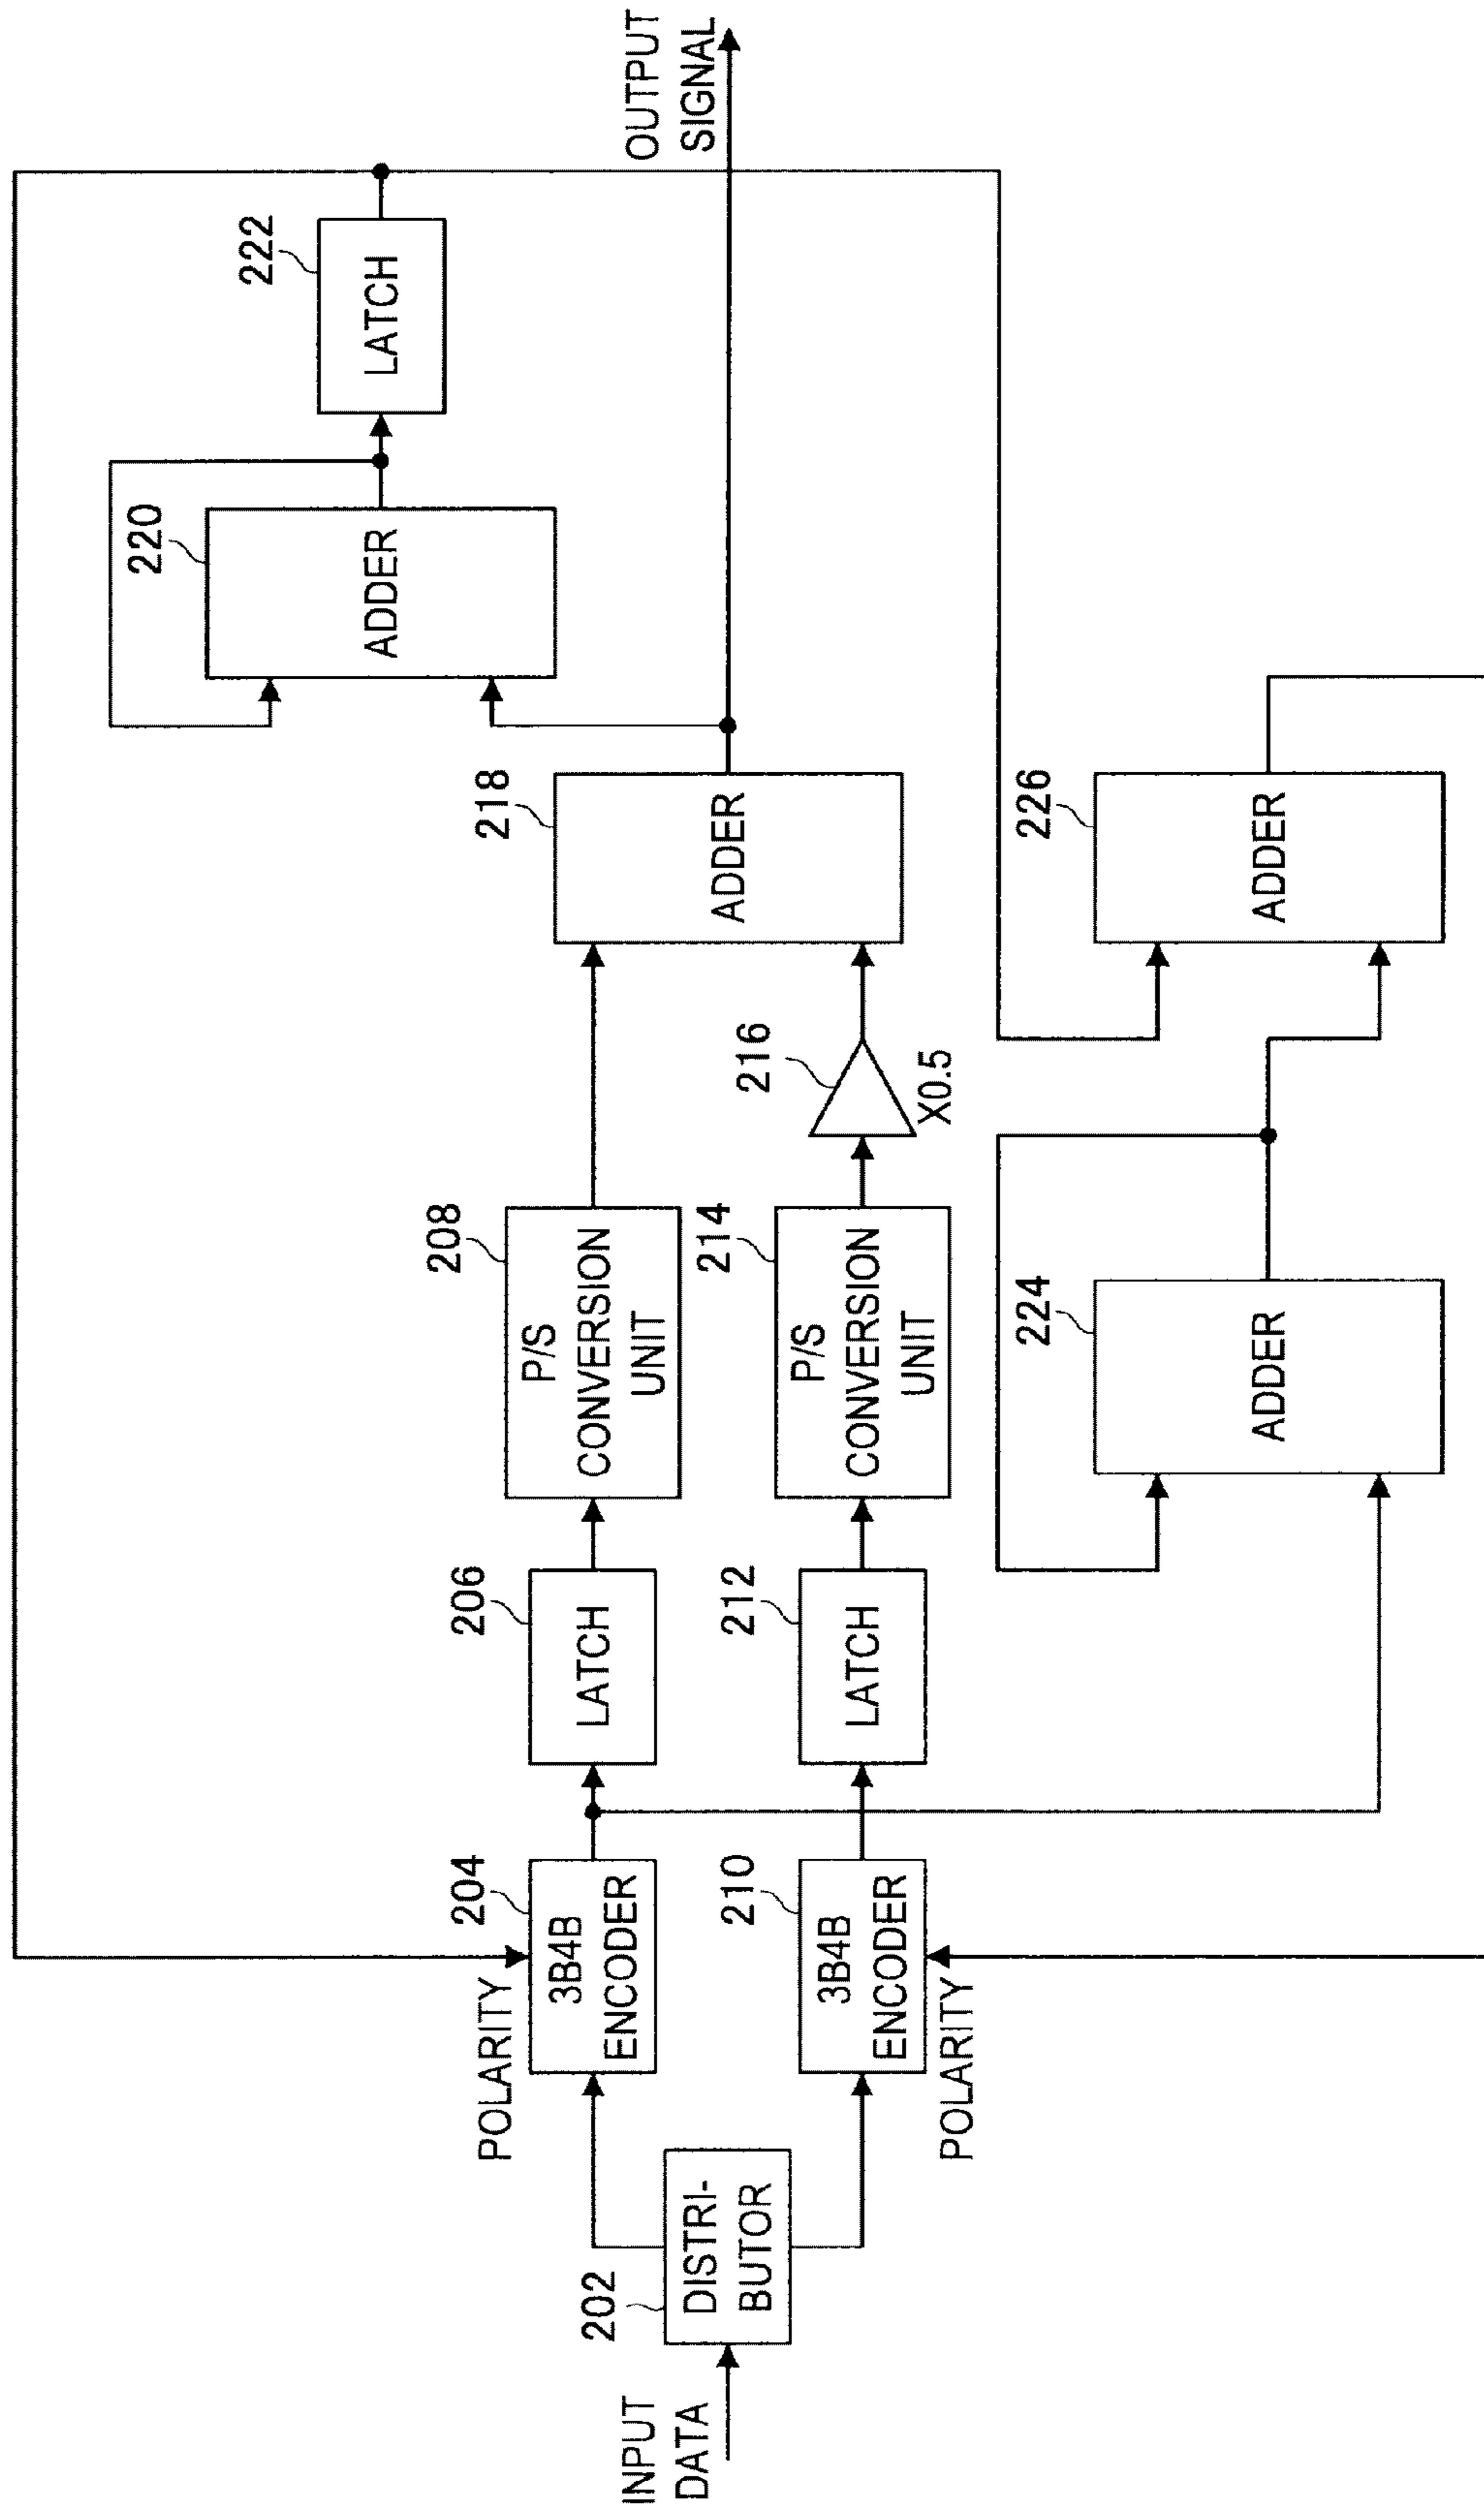 INPUT
DATA
202
DISTRI-
BUTOR
POLARITY
204
3B4B
ENCODER
206
LATCH
208
P/S
CONVERSION
UNIT
210
3B4B
ENCODER
POLARITY
212
LATCH
214
P/S
CONVERSION
UNIT
216
X0.5
218
ADDER
220
ADDER
222
LATCH
OUTPUT
SIGNAL
224
ADDER
226
ADDER